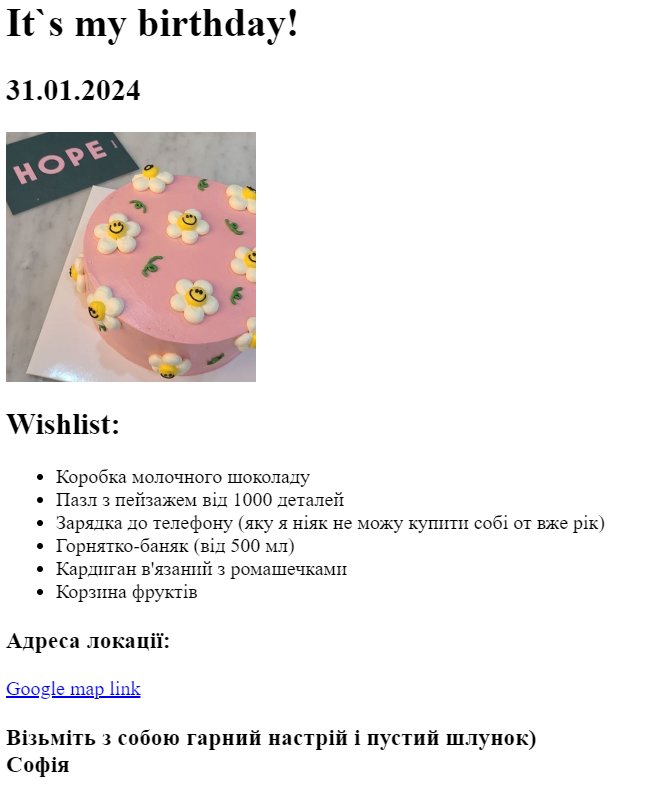 It`s my birthday!
31.01.2024
HOPE
Wishlist:
Коробка молочного шоколаду
Пазл з пейзажем від 1000 деталей
Зарядка до телефону (яку я ніяк не можу купити собі от вже рік)
Горнятко-баняк (від 500 мл)
Кардиган в'язаний з ромашечками
Корзина фруктів
Адреса локації:
Google map link
Візьміть з собою гарний настрій і пустий шлунок)
Софія